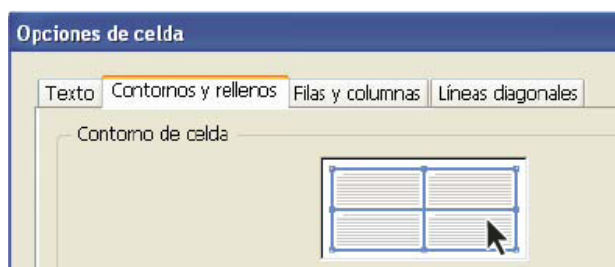 Opciones de celda
Texto Contornos y rellenos Filas y columnas Líneas diagonales
Contorno de celda